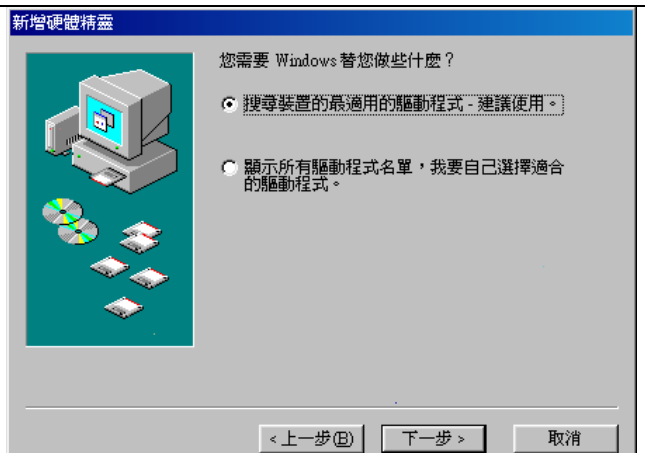 新增硬體精靈
您需要 Windows 替您做些什麼？
搜尋裝置的最適用的驅動程式 - 建議使用。
顯示所有驅動程式名單，我要自己選擇適合
的驅動程式。
< 上一步(B)
下一步 >
取消